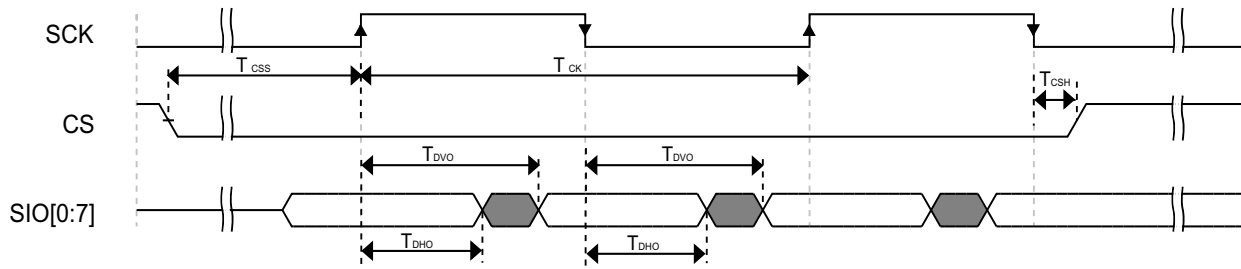 SCK
T CSS
T CK
T CSH
CS
T DVO
T DVO
SIO[0:7]
T DHO
T DHO